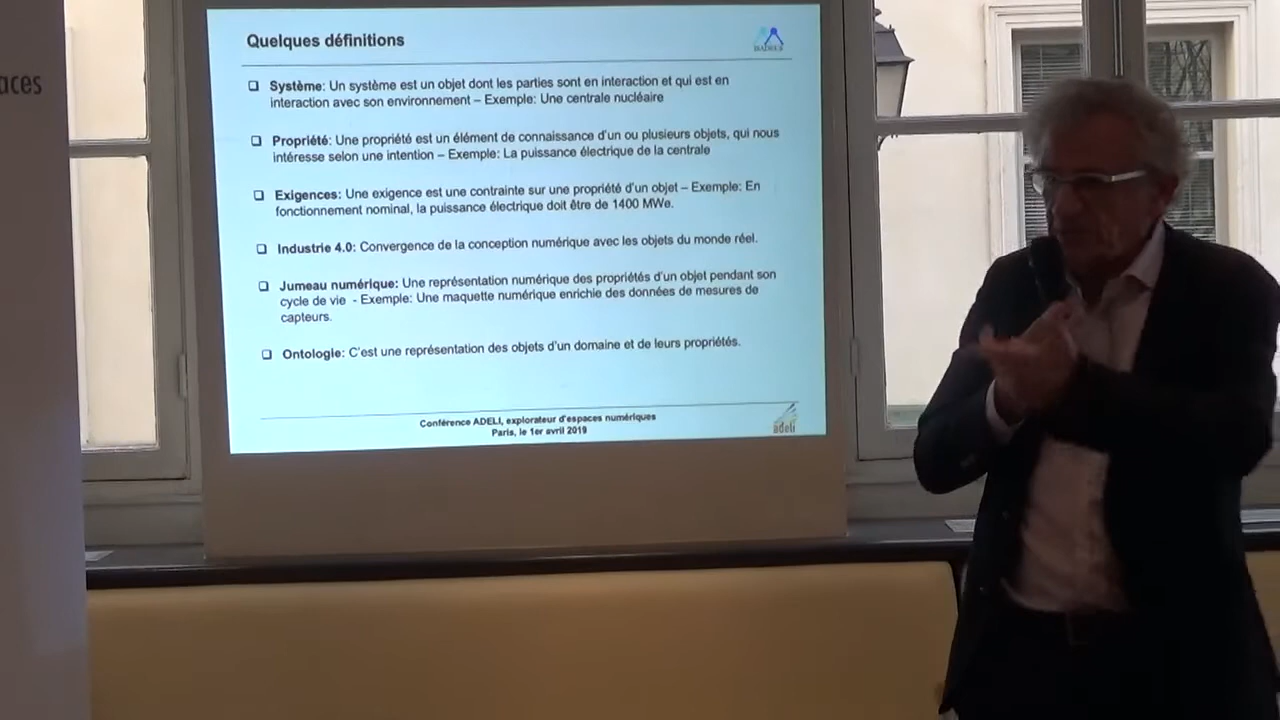 aces
Quelques définitions
Système: Un système est un objet dont les parties sont en interaction et qui est en
interaction avec son environnement – Exemple: Une centrale nucléaire
Propriété: Une propriété est un élément de connaissance d'un ou plusieurs objets, qui nous
intéresse selon une intention – Exemple: La puissance électrique de la centrale
Exigences: Une exigence est une contrainte sur une propriété d'un objet – Exemple: En
fonctionnement nominal, la puissance électrique doit être de 1400 MWe.
Industrie 4.0: Convergence de la conception numérique avec les objets du monde réel.
Jumeau numérique: Une représentation numérique des propriétés d'un objet pendant son
cycle de vie - Exemple: Une maquette numérique enrichie des données de mesures de
capteurs.
Ontologie: C'est une représentation des objets d'un domaine et de leurs propriétés.
Conférence ADELI, explorateur d'espaces numériques
Paris, le 1er avril 2019
adeli